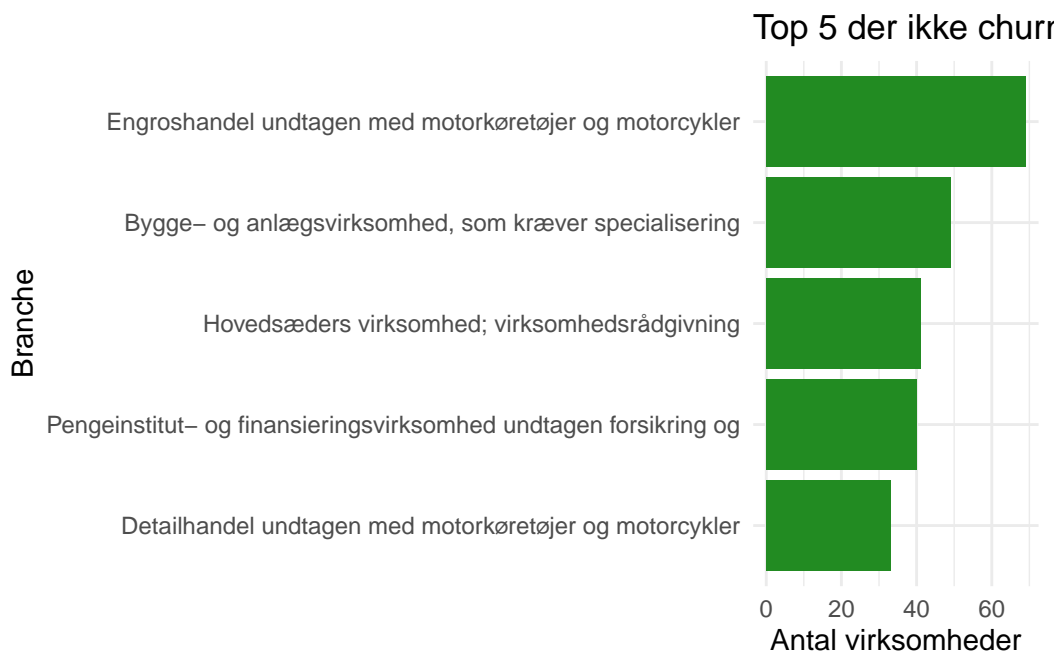 Top 5 der ikke churn
Engroshandel undtagen med motorkøretøjer og motorcykler
Bygge− og anlægsvirksomhed, som kræver specialisering
Hovedsæders virksomhed; virksomhedsrådgivning
Pengeinstitut− og finansieringsvirksomhed undtagen forsikring og
Detailhandel undtagen med motorkøretøjer og motorcykler
Branche
0 20 40 60
Antal virksomheder